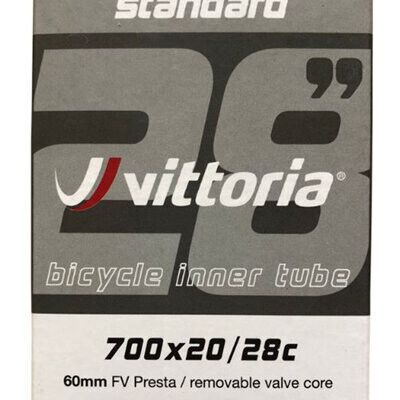 standard
28”
vittoria®
bicycle inner tube
700x20/28c
60mm FV Presta / removable valve core